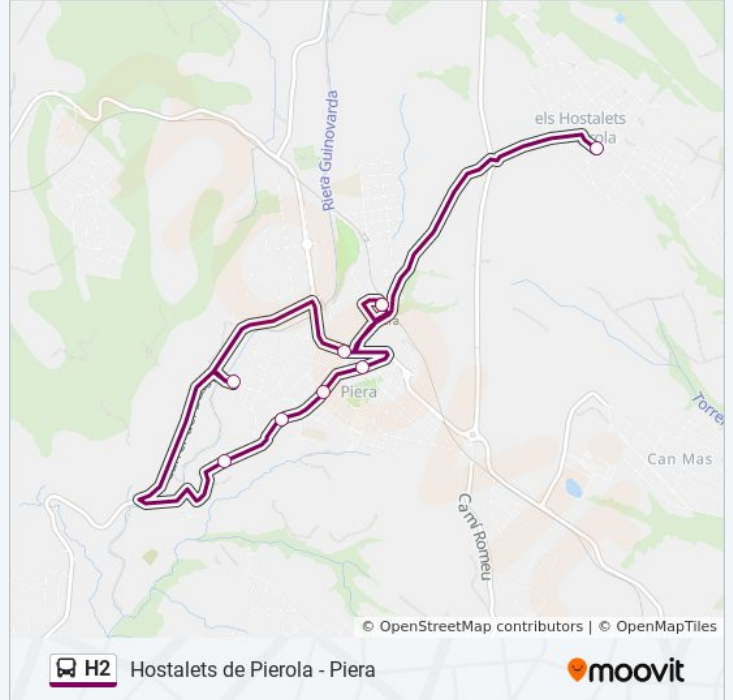 els Hostalets
Riera Guinovarda
Piera
Can Mas
Camí Romeu
© OpenStreetMap contributors | © OpenMapTiles
H2 Hostalets de Pierola - Piera
moovit